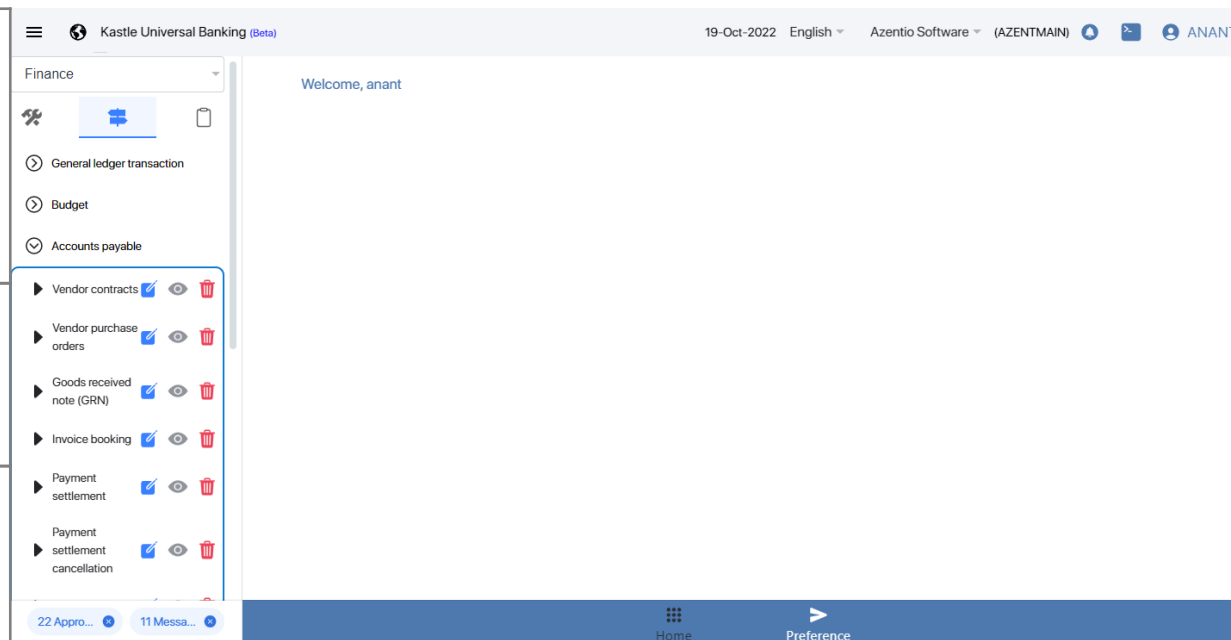 Kastle Universal Banking (Beta)
19-Oct-2022 English Azentio Software (AZENTMAIN) ANANT
Finance
Welcome, anant
General ledger transaction
Budget
Accounts payable
Vendor contracts
Vendor purchase
orders
Goods received
note (GRN)
Invoice booking
Payment
settlement
Payment
settlement
cancellation
22 Appro...
11 Messa...
Home
Preference